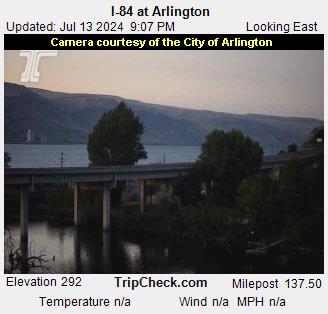 I-84 at Arlington
Updated: Jul 13 2024 9:07 PM Looking East
Camera courtesy of the City of Arlington
Elevation 292 TripCheck.com Milepost 137.50
Temperature n/a Wind n/a MPH n/a